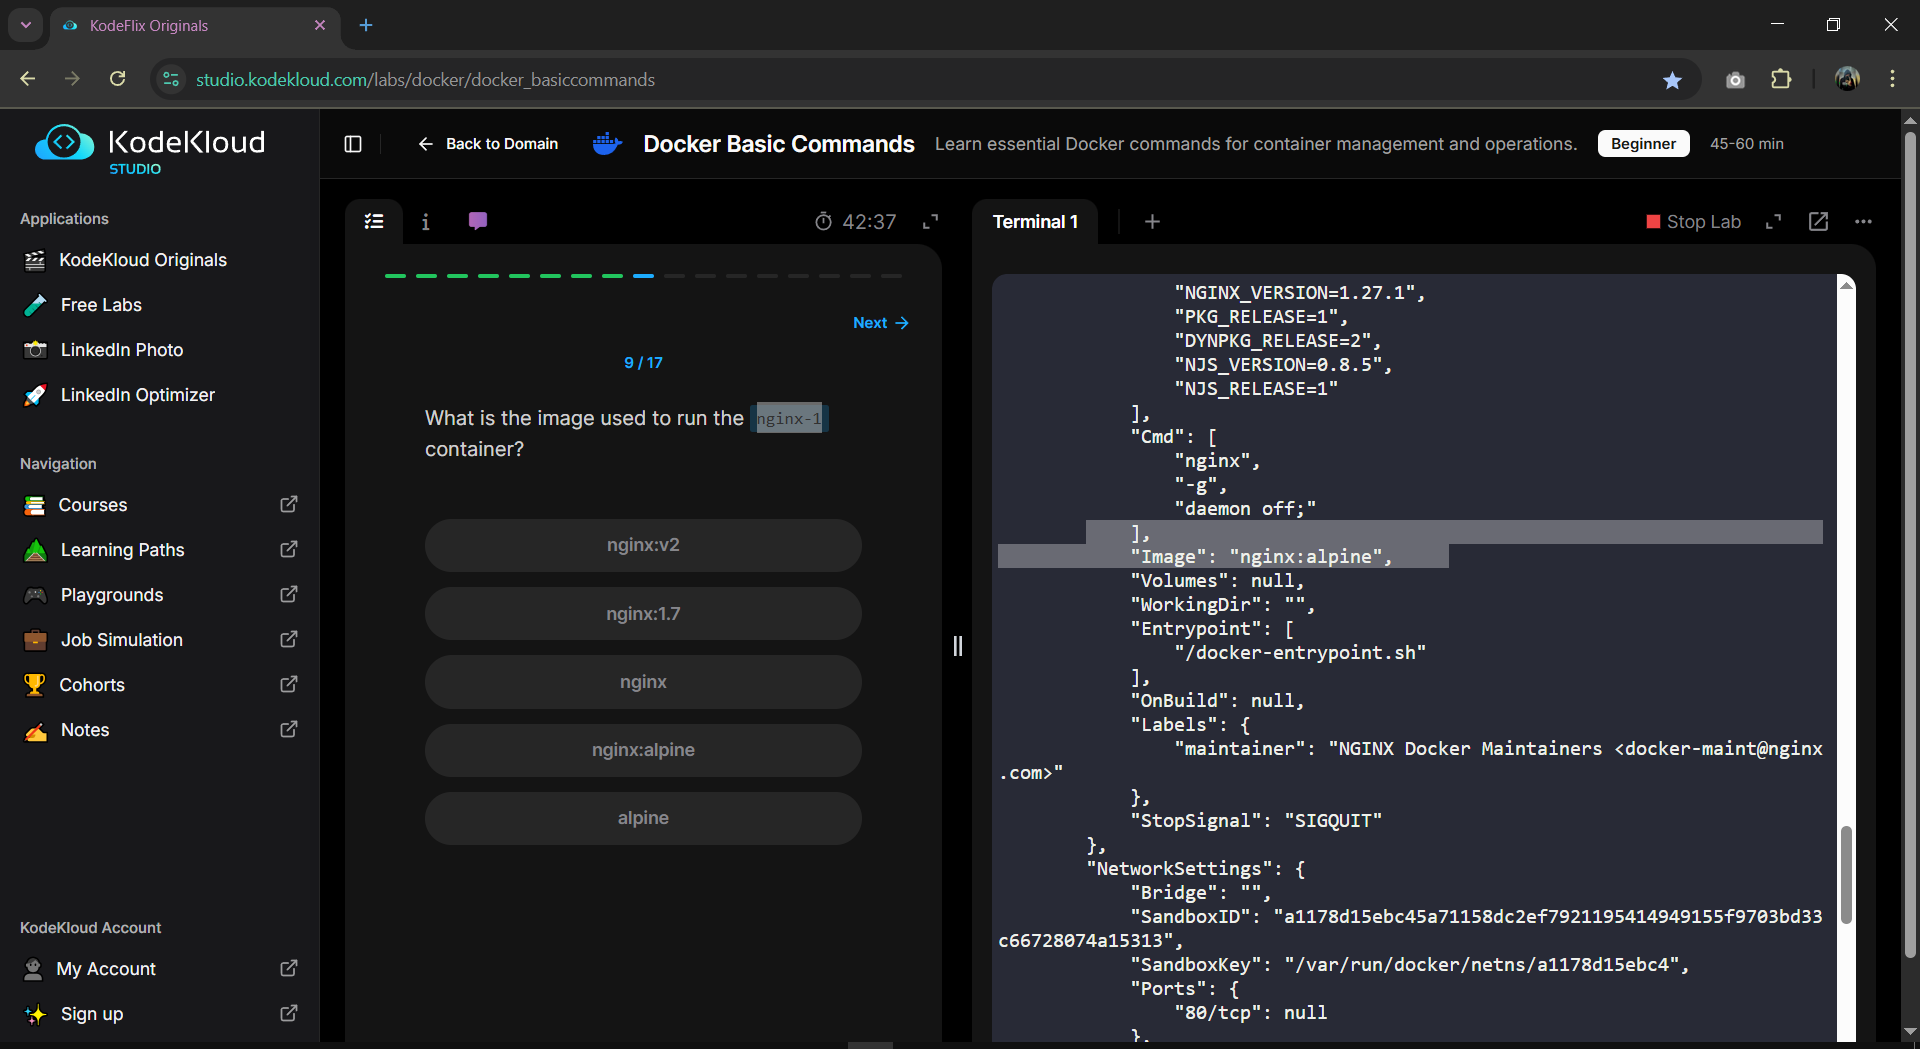 KodeFlix Originals
studio.kodekloud.com/labs/docker/docker_basiccommands
KodeKloud
STUDIO
Back to Domain
Docker Basic Commands
Learn essential Docker commands for container management and operations.
Beginner
45-60 min
Applications
KodeKloud Originals
Free Labs
LinkedIn Photo
LinkedIn Optimizer
Navigation
Courses
Learning Paths
Playgrounds
Job Simulation
Cohorts
Notes
KodeKloud Account
My Account
Sign up
42:37
Next
9 / 17
What is the image used to run the nginx-1
container?
nginx:v2
nginx:1.7
nginx
nginx:alpine
alpine
Terminal 1
Stop Lab
"NGINX_VERSION=1.27.1",
"PKG_RELEASE=1",
"DYNPKG_RELEASE=2",
"NJS_VERSION=0.8.5",
"NJS_RELEASE=1"
],
"Cmd": [
"nginx",
"-g",
"daemon off;"
],
"Image": "nginx:alpine",
"Volumes": null,
"WorkingDir": "",
"Entrypoint": [
"/docker-entrypoint.sh"
],
"OnBuild": null,
"Labels": {
"maintainer": "NGINX Docker Maintainers <docker-maint@nginx
.com>"
},
"StopSignal": "SIGQUIT"
},
"NetworkSettings": {
"Bridge": "",
"SandboxID": "a1178d15ebc45a71158dc2ef7921195414949155f9703bd33
c66728074a15313",
"SandboxKey": "/var/run/docker/netns/a1178d15ebc4",
"Ports": {
"80/tcp": null
},